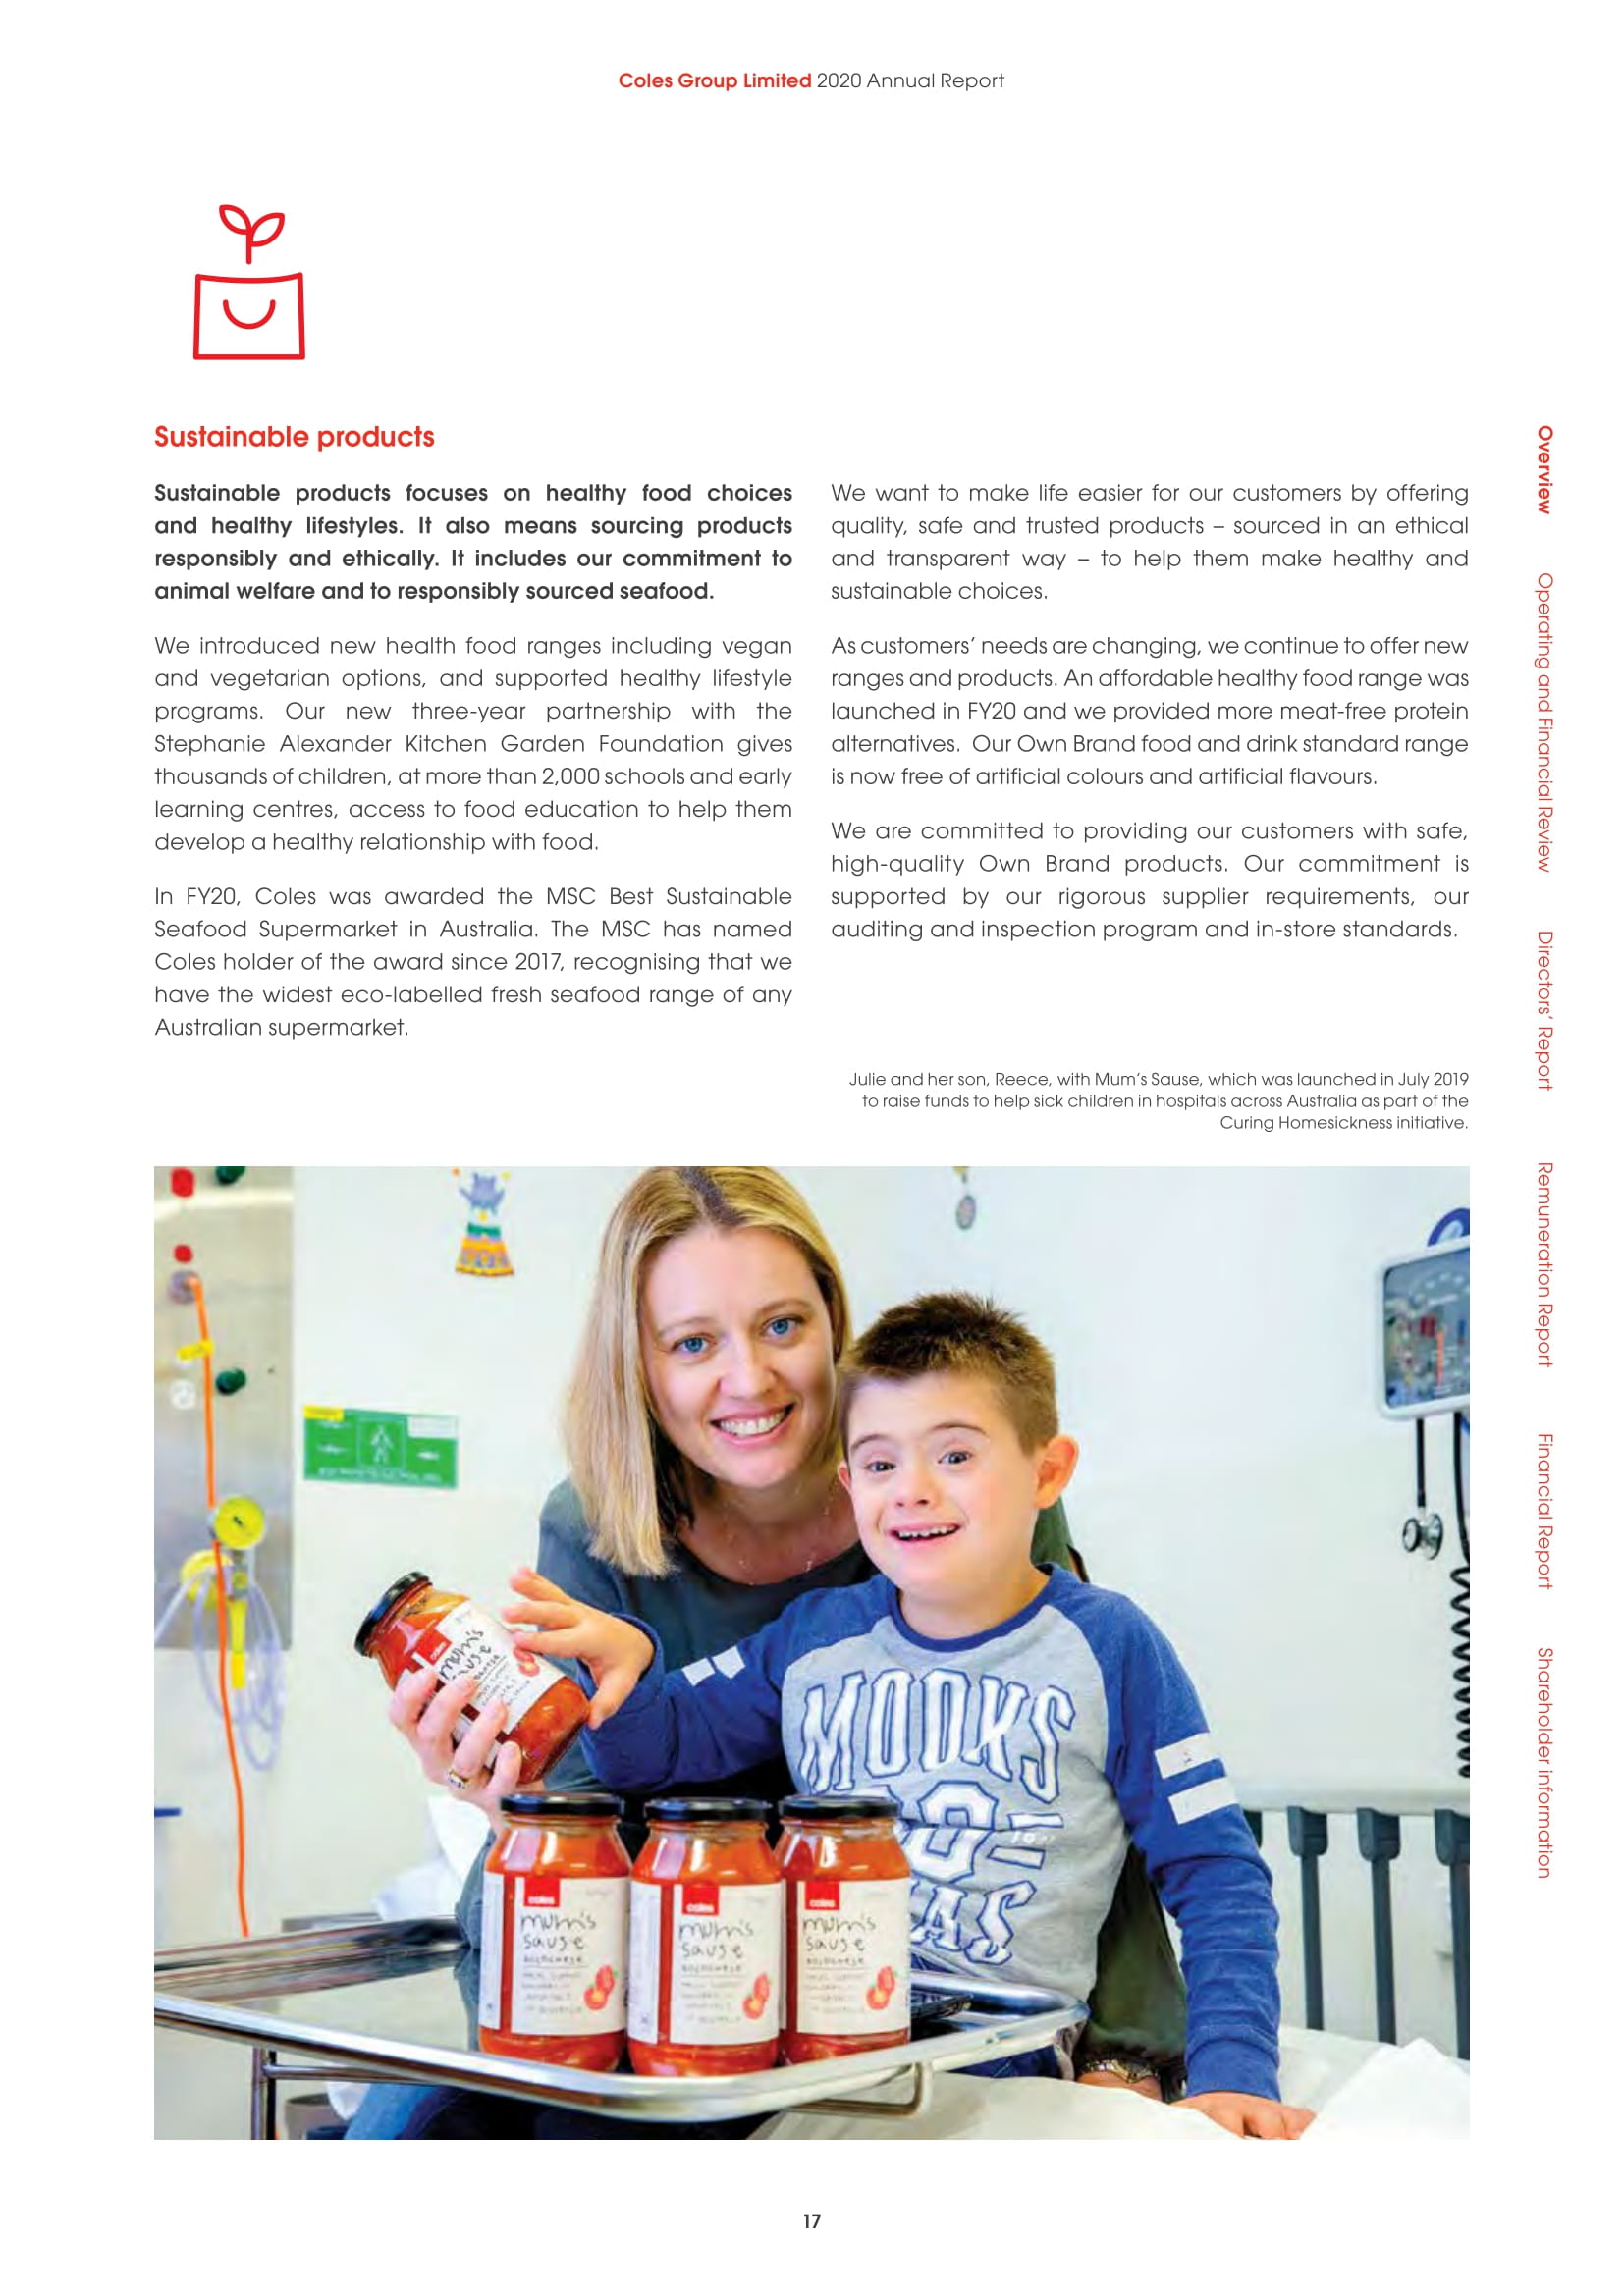 Coles Group Limited 2020 Annual Report
Sustainable products
Sustainable products focuses on healthy food choices
and healthy lifestyles. It also means sourcing products
responsibly and ethically. It includes our commitment to
animal welfare and to responsibly sourced seafood.
We introduced new health food ranges including vegan
and vegetarian options, and supported healthy lifestyle
programs. Our new three-year partnership with the
Stephanie Alexander Kitchen Garden Foundation gives
thousands of children, at more than 2,000 schools and early
learning centres, access to food education to help them
develop a healthy relationship with food.
In FY20, Coles was awarded the MSC Best Sustainable
Seafood Supermarket in Australia. The MSC has named
Coles holder of the award since 2017, recognising that we
have the widest eco-labelled fresh seafood range of any
Australian supermarket.
We want to make life easier for our customers by offering
quality, safe and trusted products – sourced in an ethical
and transparent way – to help them make healthy and
sustainable choices.
As customers’ needs are changing, we continue to offer new
ranges and products. An affordable healthy food range was
launched in FY20 and we provided more meat-free protein
alternatives. Our Own Brand food and drink standard range
is now free of artificial colours and artificial flavours.
We are committed to providing our customers with safe,
high-quality Own Brand products. Our commitment is
supported by our rigorous supplier requirements, our
auditing and inspection program and in-store standards.
Julie and her son, Reece, with Mum’s Sause, which was launched in July 2019
to raise funds to help sick children in hospitals across Australia as part of the
Curing Homesickness initiative.
coles
mum's
sause
MOOKS
coles
mum's
sause
BOLOGNESE
coles
mum's
sause
BOLOGNESE
coles
mum's
sause
BOLOGNESE
Overview
Operating and Financial Review
Directors’ Report
Remuneration Report
Financial Report
Shareholder information
17